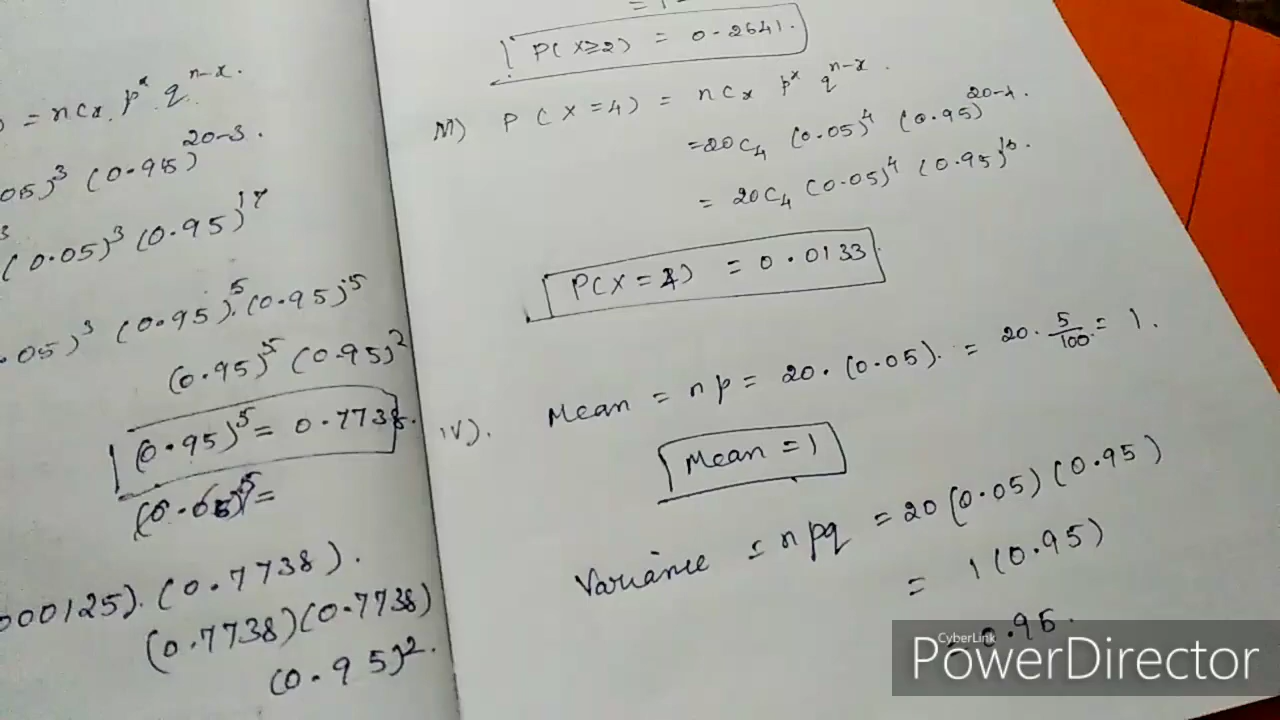 = nCx p^x q^n-x.
05)^3 (0.95)^20-3.
(0.05)^3 (0.95)^17
.05)^3 (0.95)^5.(0.95)^5
(0.95)^5 (0.95)^2
(0.95)^5 = 0.7738.
=
000125).(0.7738).
(0.7738)(0.7738)
(0.95)^2.
P(X≥2) = 0.2641.
P(X=4) = nCx p^x q^n-x.
=20C4 (0.05)^4 (0.95)^20-4.
= 20C4 (0.05)^4 (0.95)^16.
P(X=4) = 0.0133
iv). Mean = np = 20.(0.05). = 20. 5/100 = 1.
Mean = 1
Variance = npq = 20(0.05)(0.95)
= 1(0.95)
0.95.
CyberLink
PowerDirector